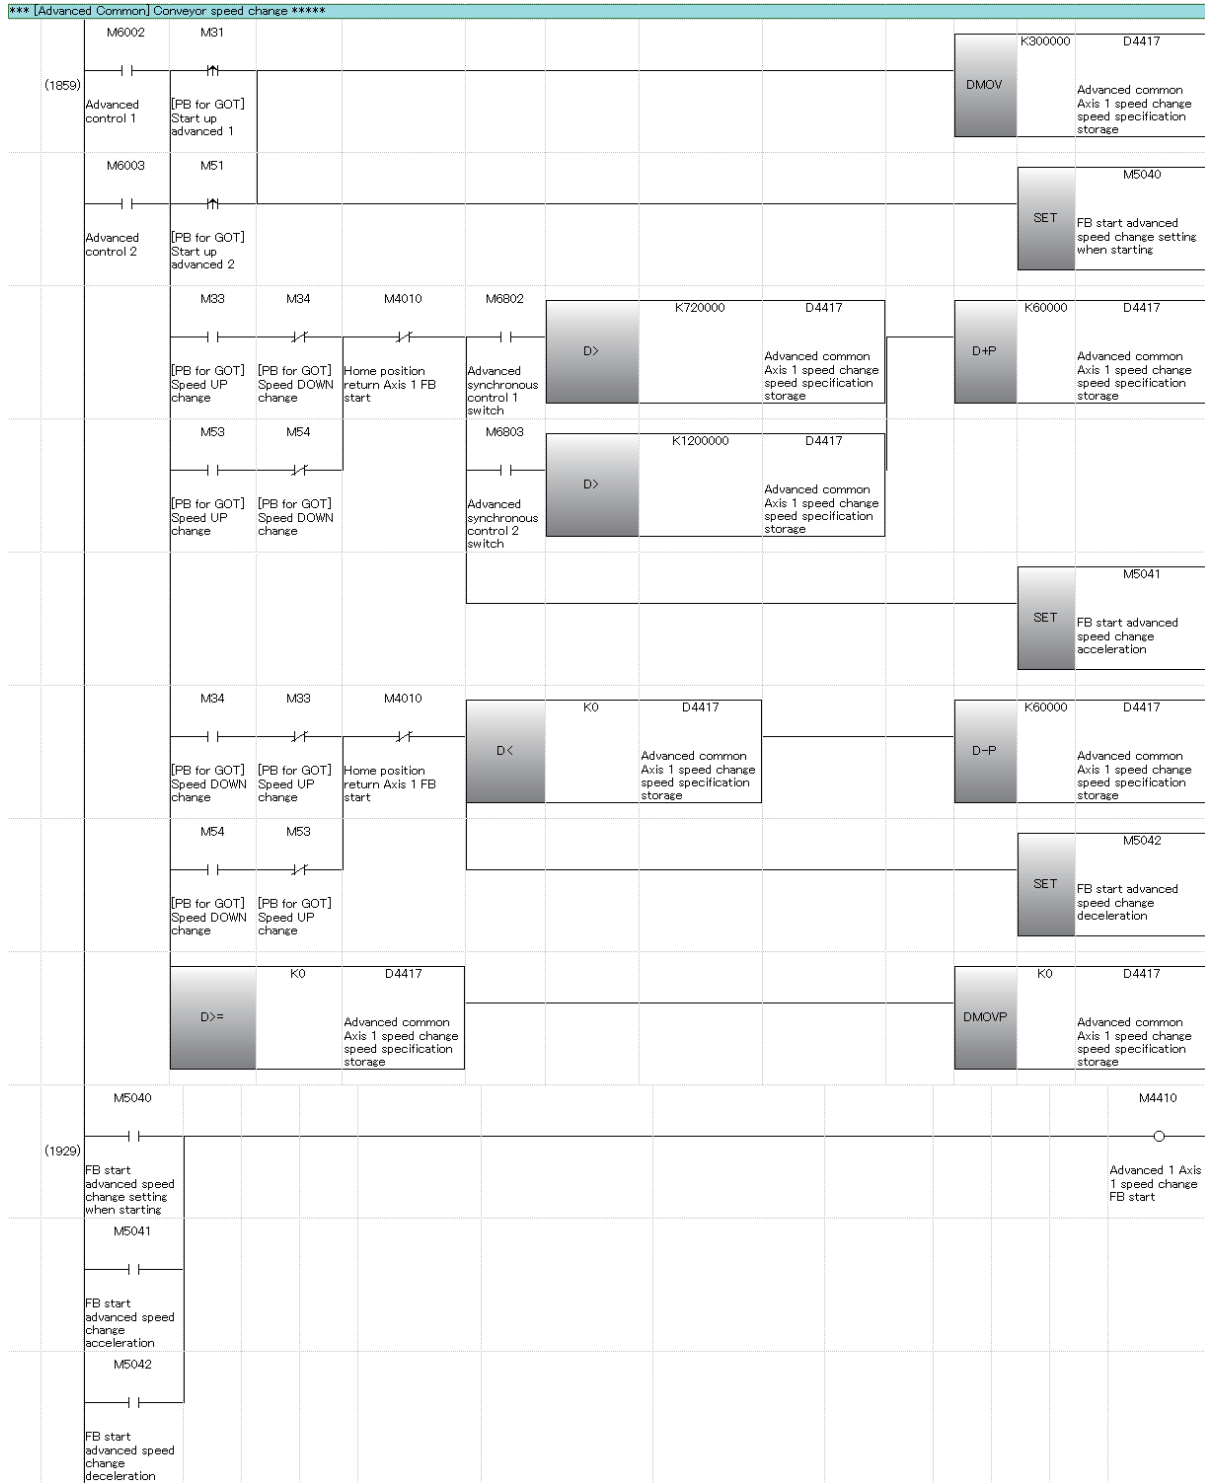 *** [Advanced Common] Conveyor speed change *****
M6002 M31
K300000 D4417
(1859)
DMOV
Advanced
control 1
[PB for GOT]
Start up
advanced 1
Advanced common
Axis 1 speed change
speed specification
storage
M6003 M51
M5040
SET
Advanced
control 2
[PB for GOT]
Start up
advanced 2
FB start advanced
speed change setting
when starting
M33 M34 M4010 M6802
K720000 D4417
K60000 D4417
D>
D+P
[PB for GOT]
Speed UP
change
[PB for GOT]
Speed DOWN
change
Home position
return Axis 1 FB
start
Advanced
synchronous
control 1
switch
Advanced common
Axis 1 speed change
speed specification
storage
Advanced common
Axis 1 speed change
speed specification
storage
M53 M54 M6803
K1200000 D4417
D>
[PB for GOT]
Speed UP
change
[PB for GOT]
Speed DOWN
change
Advanced
synchronous
control 2
switch
Advanced common
Axis 1 speed change
speed specification
storage
M5041
SET
FB start advanced
speed change
acceleration
M34 M33 M4010
K0 D4417
K60000 D4417
D<
D-P
[PB for GOT]
Speed DOWN
change
[PB for GOT]
Speed UP
change
Home position
return Axis 1 FB
start
Advanced common
Axis 1 speed change
speed specification
storage
Advanced common
Axis 1 speed change
speed specification
storage
M54 M53
M5042
SET
[PB for GOT]
Speed DOWN
change
[PB for GOT]
Speed UP
change
FB start advanced
speed change
deceleration
K0 D4417
K0 D4417
D>=
DMOVP
Advanced common
Axis 1 speed change
speed specification
storage
Advanced common
Axis 1 speed change
speed specification
storage
M5040
M4410
(1929)
FB start
advanced speed
change setting
when starting
Advanced 1 Axis
1 speed change
FB start
M5041
FB start
advanced speed
change
acceleration
M5042
FB start
advanced speed
change
deceleration